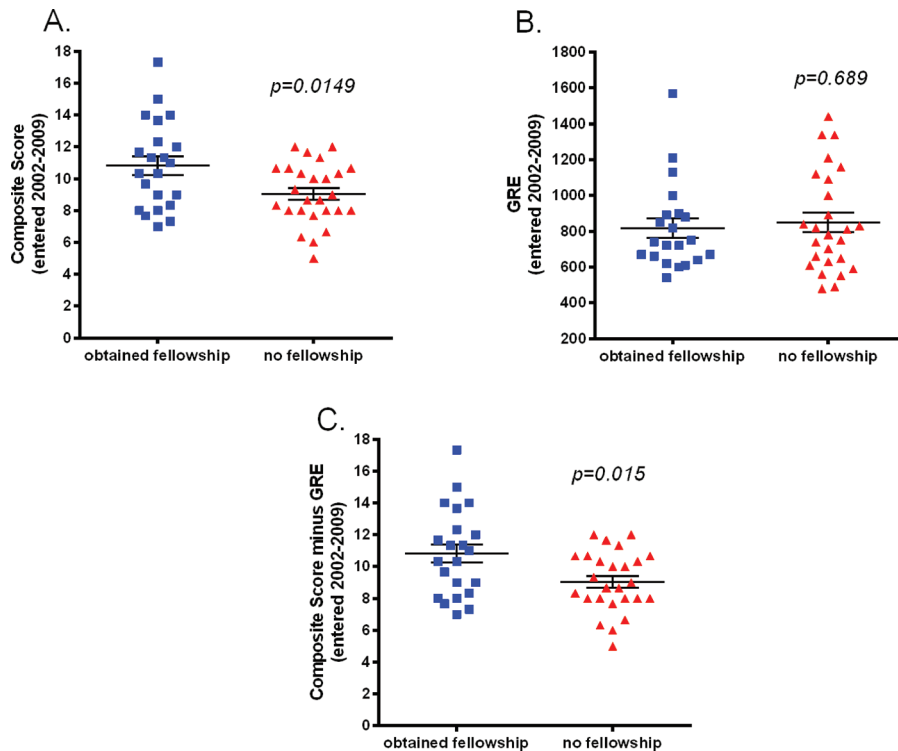 A.
18
16
14
12
10
8
6
4
2
0
Composite Score
(entered 2002-2009)
p=0.0149
obtained fellowship
no fellowship
B.
1800
1600
1400
1200
1000
800
600
400
200
GRE
(entered 2002-2009)
p=0.689
obtained fellowship
no fellowship
C.
18
16
14
12
10
8
6
4
2
0
Composite Score minus GRE
(entered 2002-2009)
p=0.015
obtained fellowship
no fellowship